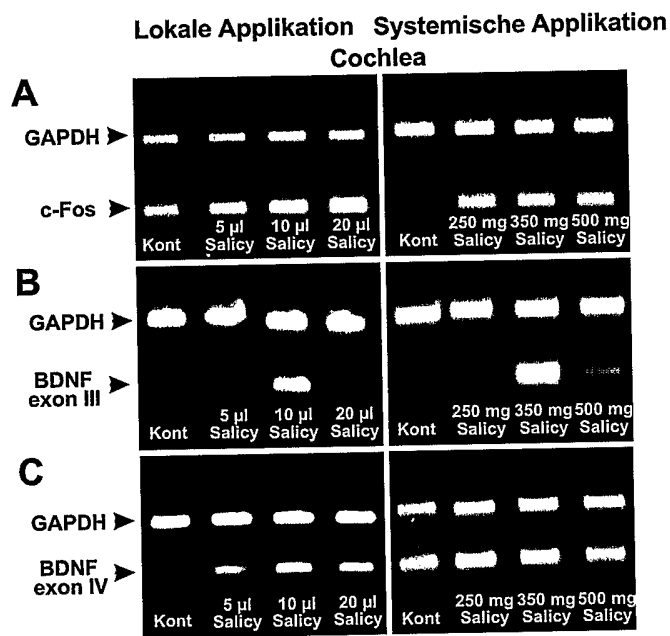 Lokale Applikation Systemische Applikation
Cochlea
A
GAPDH
c-Fos
Kont
5 µl
Salicy
10 µl
Salicy
20 µl
Salicy
Kont
250 mg
Salicy
350 mg
Salicy
500 mg
Salicy
B
GAPDH
BDNF
exon III
Kont
5 µl
Salicy
10 µl
Salicy
20 µl
Salicy
Kont
250 mg
Salicy
350 mg
Salicy
500 mg
Salicy
C
GAPDH
BDNF
exon IV
Kont
5 µl
Salicy
10 µl
Salicy
20 µl
Salicy
Kont
250 mg
Salicy
350 mg
Salicy
500 mg
Salicy